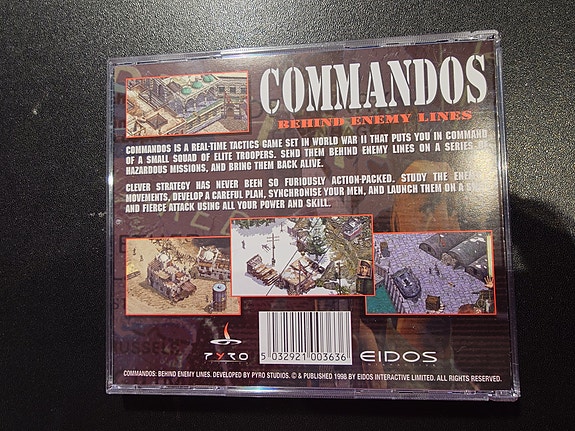 COMMANDOS
BEHIND ENEMY LINES
COMMANDOS IS A REAL-TIME TACTICS GAME SET IN WORLD WAR II THAT PUTS YOU IN COMMAND
OF A SMALL SQUAD OF ELITE TROOPERS. SEND THEM BEHIND ENEMY LINES ON A SERIES OF
HAZARDOUS MISSIONS, AND BRING THEM BACK ALIVE.
CLEVER STRATEGY HAS NEVER BEEN SO FURIOUSLY ACTION-PACKED. STUDY THE
MOVEMENTS, DEVELOP A CAREFUL PLAN, SYNCHRONISE YOUR MEN, AND LAUNCH THEM ON A
AND FIERCE ATTACK USING ALL YOUR POWER AND SKILL.
PYRO
5 032921 003636
EIDOS
COMMANDOS: BEHIND ENEMY LINES. DEVELOPED BY PYRO STUDIOS. © & PUBLISHED 1998 BY EIDOS INTERACTIVE LIMITED. ALL RIGHTS RESERVED.